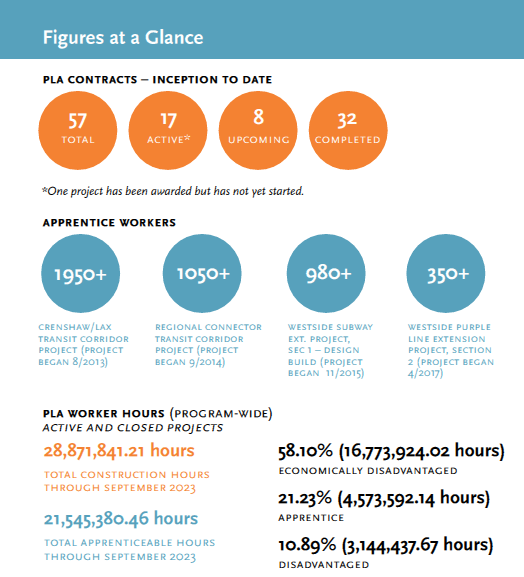 Figures at a Glance
PLA CONTRACTS – INCEPTION TO DATE
57
TOTAL
17
ACTIVE*
8
UPCOMING
32
COMPLETED
*One project has been awarded but has not yet started.
APPRENTICE WORKERS
1950+
1050+
980+
350+
CRENSHAW/LAX
TRANSIT CORRIDOR
PROJECT (PROJECT
BEGAN 8/2013)
REGIONAL CONNECTOR
TRANSIT CORRIDOR
PROJECT (PROJECT
BEGAN 9/2014)
WESTSIDE SUBWAY
EXT. PROJECT,
SEC 1 – DESIGN
BUILD (PROJECT
BEGAN 11/2015)
WESTSIDE PURPLE
LINE EXTENSION
PROJECT, SECTION
2 (PROJECT BEGAN
4/2017)
PLA WORKER HOURS (PROGRAM-WIDE)
ACTIVE AND CLOSED PROJECTS
28,871,841.21 hours
TOTAL CONSTRUCTION HOURS
THROUGH SEPTEMBER 2023
21,545,380.46 hours
TOTAL APPRENTICEABLE HOURS
THROUGH SEPTEMBER 2023
58.10% (16,773,924.02 hours)
ECONOMICALLY DISADVANTAGED
21.23% (4,573,592.14 hours)
APPRENTICE
10.89% (3,144,437.67 hours)
DISADVANTAGED